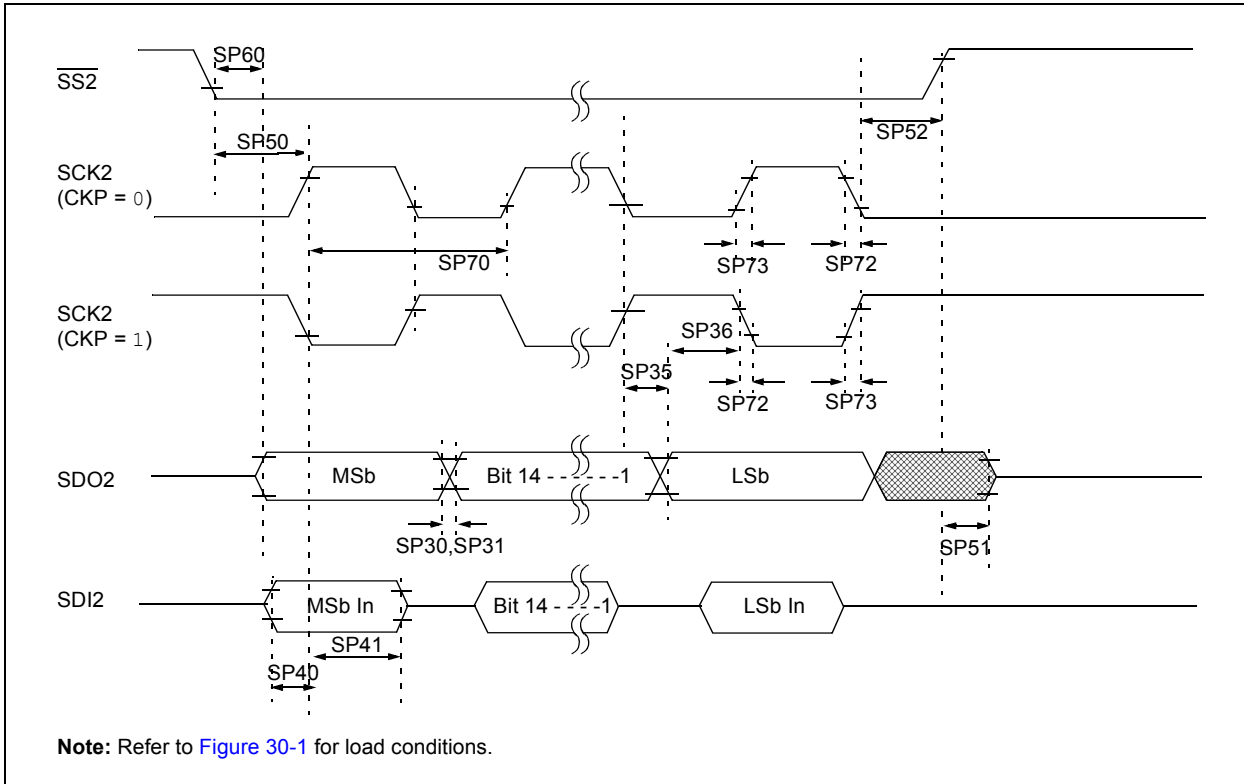 SP60
SS2
SP50
SP52
SCK2
(CKP = 0)
SP70
SP73
SP72
SCK2
(CKP = 1)
SP36
SP35
SP72
SP73
SDO2
MSb
Bit 14 - - - - - -1
LSb
SP30,SP31
SP51
SDI2
MSb In
Bit 14 - - - -1
LSb In
SP41
SP40
Note: Refer to Figure 30-1 for load conditions.